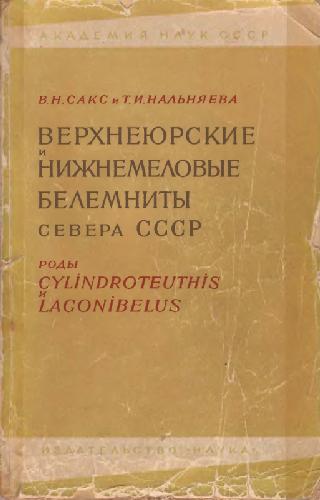 АКАДЕМИЯ НАУК СССР
В.Н.САКС и Т.И.НАЛЬНЯЕВА
ВЕРХНЕЮРСКИЕ
и
НИЖНЕМЕЛОВЫЕ
БЕЛЕМНИТЫ
СЕВЕРА СССР
РОДЫ
CYLINDROTEUTHIS
и
LAGONIBELUS
ИЗДАТЕЛЬСТВО «НАУКА»